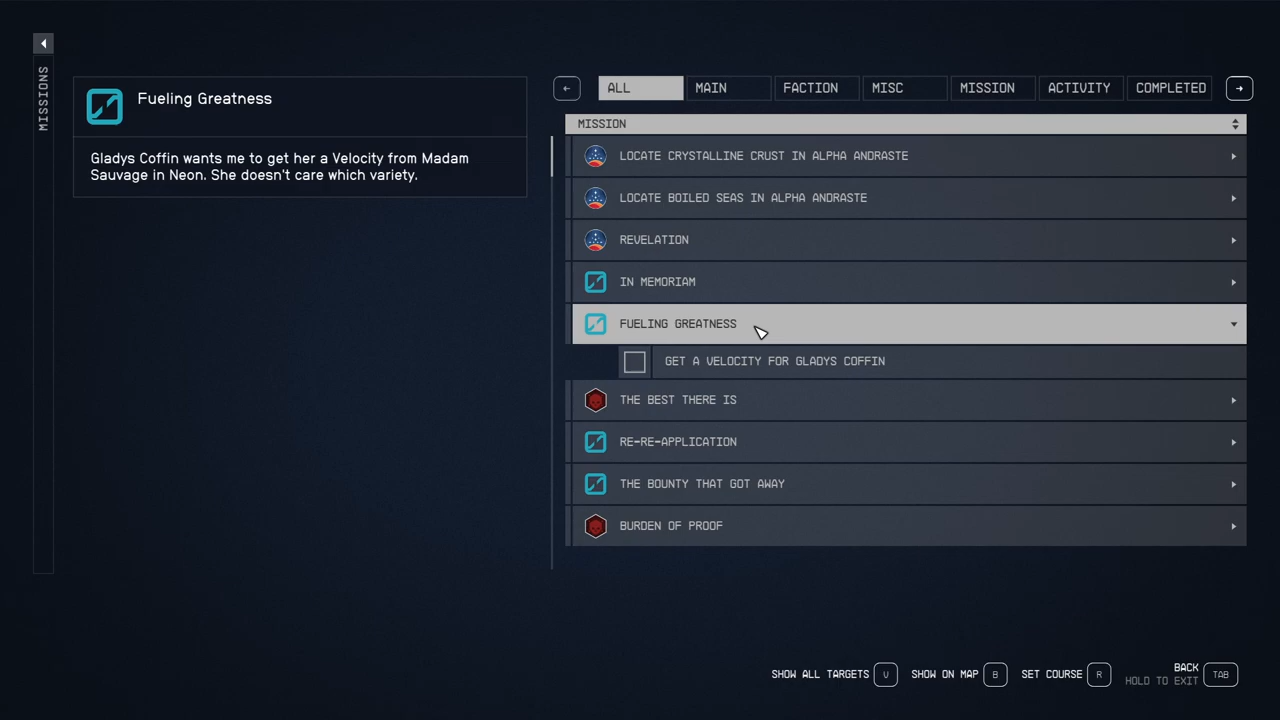 MISSIONS
Fueling Greatness
Gladys Coffin wants me to get her a Velocity from Madam
Sauvage in Neon. She doesn't care which variety.
ALL
MAIN
FACTION
MISC
MISSION
ACTIVITY
COMPLETED
MISSION
LOCATE CRYSTALLINE CRUST IN ALPHA ANDRASTE
LOCATE BOILED SEAS IN ALPHA ANDRASTE
REVELATION
IN MEMORIAM
FUELING GREATNESS
GET A VELOCITY FOR GLADYS COFFIN
THE BEST THERE IS
RE-RE-APPLICATION
THE BOUNTY THAT GOT AWAY
BURDEN OF PROOF
SHOW ALL TARGETS V
SHOW ON MAP B
SET COURSE R
BACK
HOLD TO EXIT
TAB